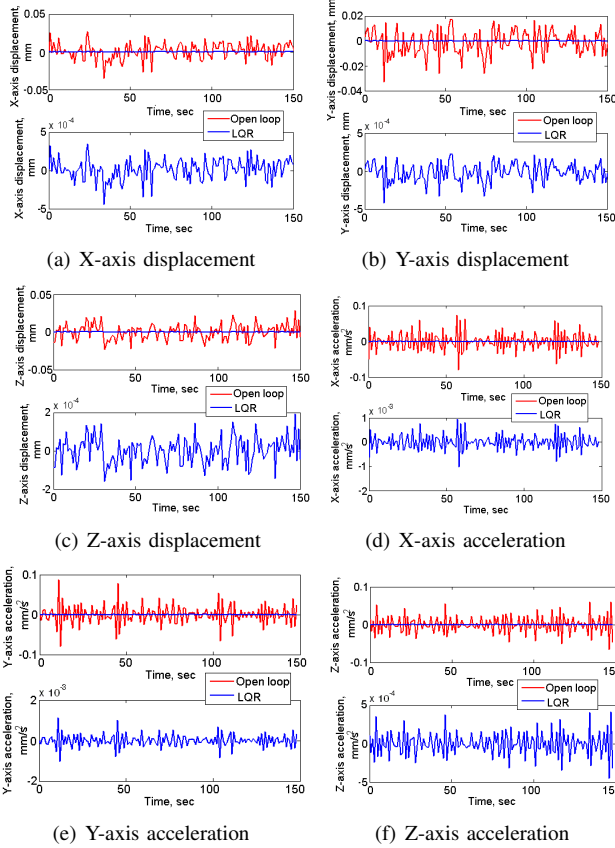 X-axis displacement, mm
0.05
0
-0.05
0 50 100 150
Time, sec
Open loop
LQR
X-axis displacement, mm
x 10^-4
5
0
-5
0 50 100 150
Time, sec
(a) X-axis displacement
Y-axis displacement, mm
0.02
0
-0.02
-0.04
0 50 100 150
Time, sec
Open loop
LQR
Y-axis displacement, mm
x 10^-4
5
0
-5
0 50 100 150
Time, sec
(b) Y-axis displacement
Z-axis displacement, mm
0.05
0
-0.05
0 50 100 150
Time, sec
Open loop
LQR
Z-axis displacement, mm
x 10^-4
2
0
-2
0 50 100 150
Time, sec
(c) Z-axis displacement
X-axis acceleration, mm/s²
0.1
0
-0.1
0 50 100 150
Time, sec
Open loop
LQR
X-axis acceleration, mm/s²
x 10^-3
1
0
-1
-2
0 50 100 150
Time, sec
(d) X-axis acceleration
Y-axis acceleration, mm/s²
0.1
0
-0.1
0 50 100 150
Time, sec
Open loop
LQR
Y-axis acceleration, mm/s²
x 10^-3
2
0
-2
0 50 100 150
Time, sec
(e) Y-axis acceleration
Z-axis acceleration, mm/s²
0.1
0
-0.1
0 50 100 150
Time, sec
Open loop
LQR
Z-axis acceleration, mm/s²
x 10^-4
5
0
-5
0 50 100 150
Time, sec
(f) Z-axis acceleration